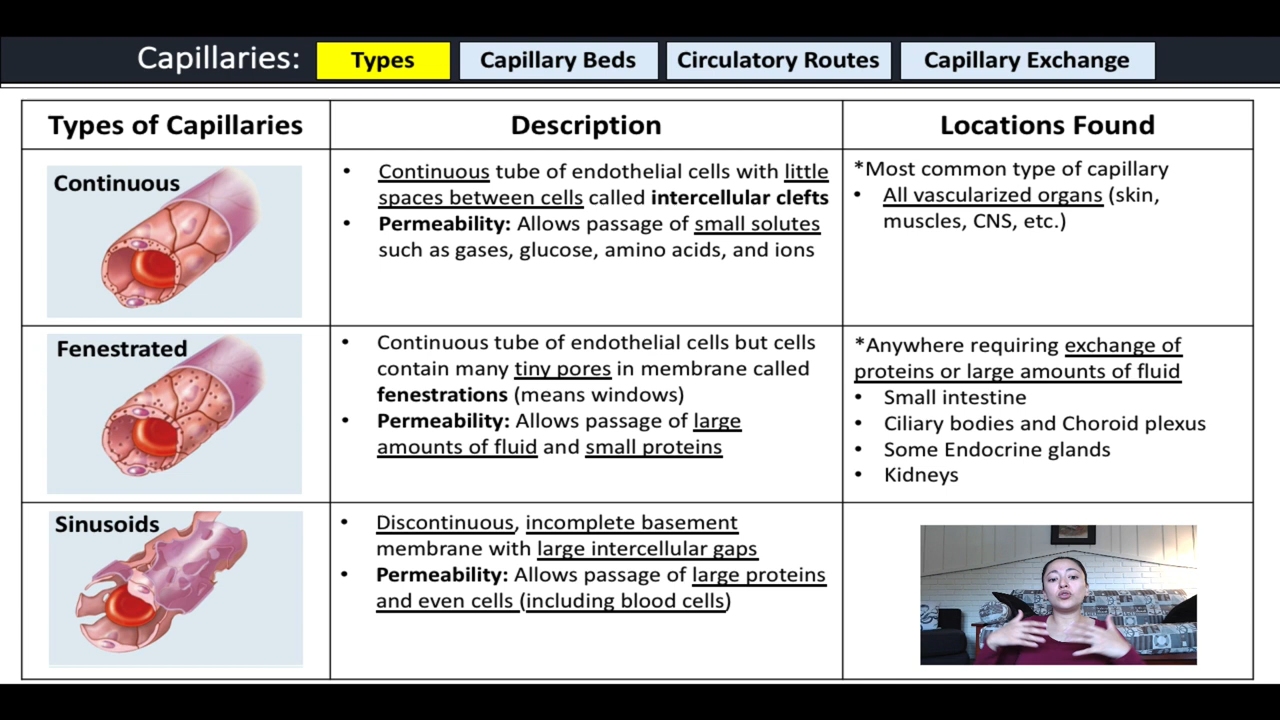 Capillaries:
Types
Capillary Beds
Circulatory Routes
Capillary Exchange
Types of Capillaries
Description
Locations Found
Continuous
• Continuous tube of endothelial cells with little
spaces between cells called intercellular clefts
• Permeability: Allows passage of small solutes
such as gases, glucose, amino acids, and ions
*Most common type of capillary
• All vascularized organs (skin,
muscles, CNS, etc.)
Fenestrated
• Continuous tube of endothelial cells but cells
contain many tiny pores in membrane called
fenestrations (means windows)
• Permeability: Allows passage of large
amounts of fluid and small proteins
*Anywhere requiring exchange of
proteins or large amounts of fluid
• Small intestine
• Ciliary bodies and Choroid plexus
• Some Endocrine glands
• Kidneys
Sinusoids
• Discontinuous, incomplete basement
membrane with large intercellular gaps
• Permeability: Allows passage of large proteins
and even cells (including blood cells)